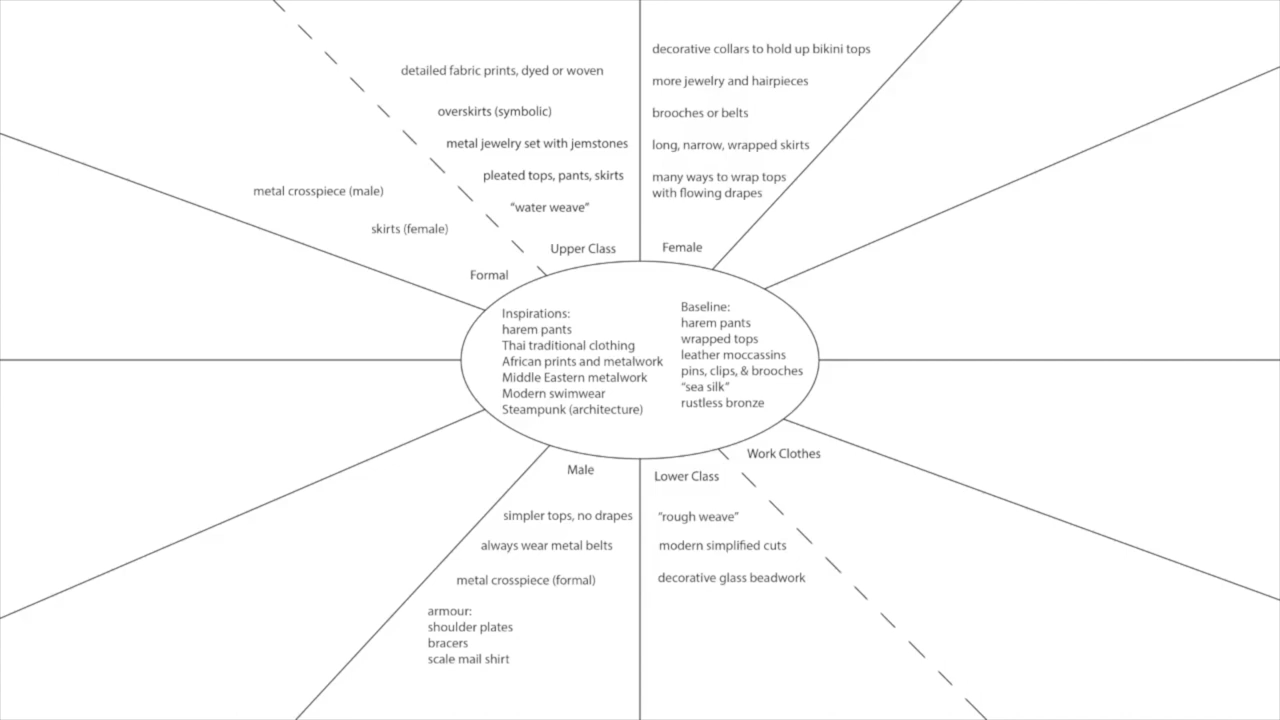 detailed fabric prints, dyed or woven
overskirts (symbolic)
metal jewelry set with jemstones
pleated tops, pants, skirts
“water weave”
Upper Class
decorative collars to hold up bikini tops
more jewelry and hairpieces
brooches or belts
long, narrow, wrapped skirts
many ways to wrap tops
with flowing drapes
Female
metal crosspiece (male)
skirts (female)
Formal
Inspirations:
harem pants
Thai traditional clothing
African prints and metalwork
Middle Eastern metalwork
Modern swimwear
Steampunk (architecture)
Baseline:
harem pants
wrapped tops
leather moccassins
pins, clips, & brooches
“sea silk”
rustless bronze
Male
simpler tops, no drapes
always wear metal belts
metal crosspiece (formal)
armour:
shoulder plates
bracers
scale mail shirt
Lower Class
“rough weave”
modern simplified cuts
decorative glass beadwork
Work Clothes